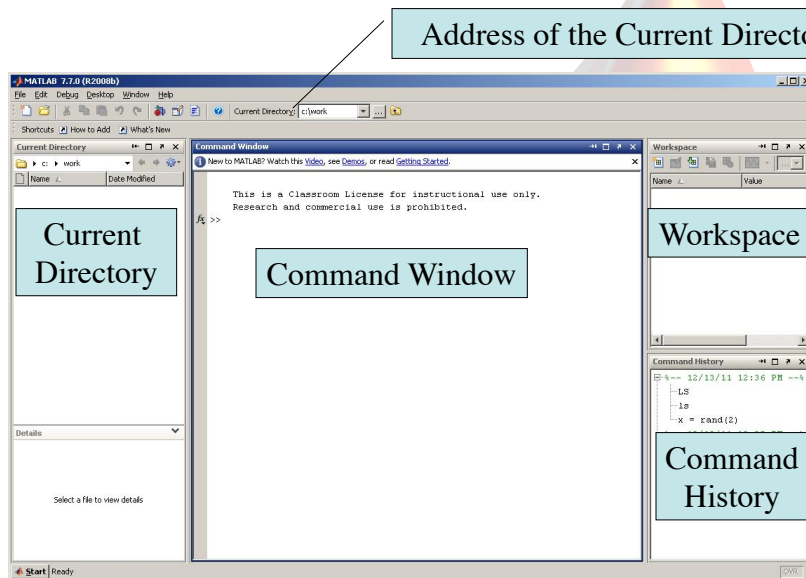 Address of the Current Directo
MATLAB 7.7.0 (R2008b)
File Edit Debug Desktop Window Help
Current Directory: c:\work
Shortcuts How to Add What's New
Current Directory
c: work
Name Date Modified
Current
Directory
Details
Select a file to view details
Command Window
New to MATLAB? Watch this Video, see Demos, or read Getting Started.
This is a Classroom License for instructional use only.
Research and commercial use is prohibited.
fx >>
Command Window
Workspace
Name Value
Workspace
Command History
%-- 12/13/11 12:36 PM --%
LS
ls
x = rand(2)
Command
History
Start Ready
OVR